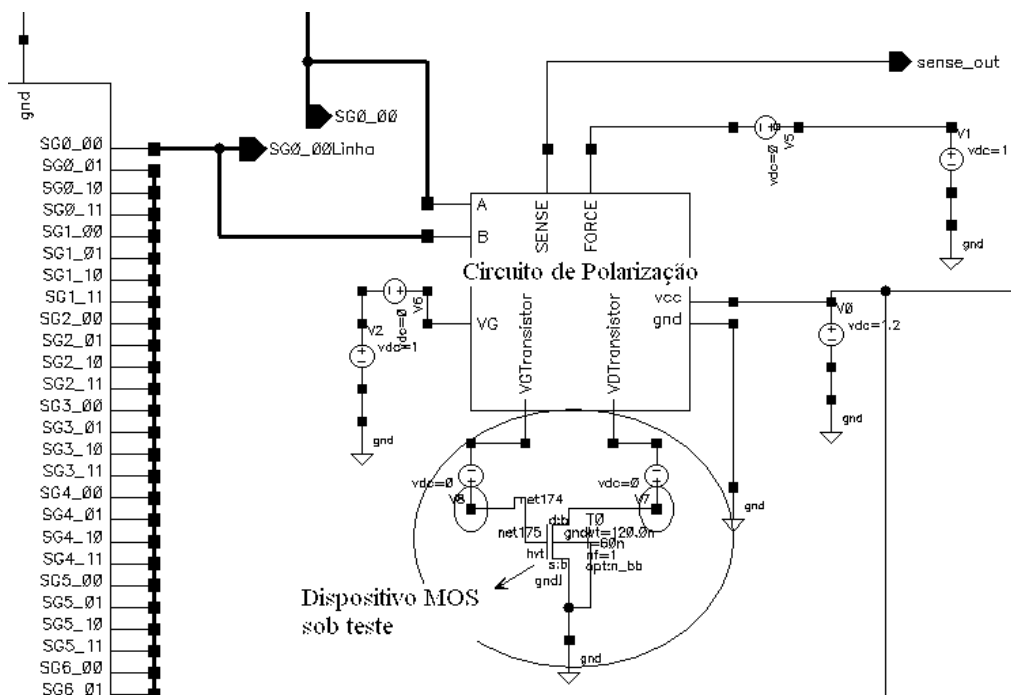 gnd
SG0_00
SG0_01
SG0_10
SG0_11
SG1_00
SG1_01
SG1_10
SG1_11
SG2_00
SG2_01
SG2_10
SG2_11
SG3_00
SG3_01
SG3_10
SG3_11
SG4_00
SG4_01
SG4_10
SG4_11
SG5_00
SG5_01
SG5_10
SG5_11
SG6_00
SG6_01
SG0_00
SG0_00Linha
sense_out
A
B
SENSE
FORCE
Circuito de Polarização
VG
vcc
gnd
VGTransistor
VDTransistor
V5
vdc=0
V1
vdc=1
gnd
V6
vdc=0
V2
vdc=1
gnd
V0
vdc=1.2
gnd
gnd
vdc=0
V8
vdc=0
V7
net174
net175
d:b
T0
hvt
nf=1
s:b
opt:n_bb
gnd!
gnd
Dispositivo MOS
sob teste